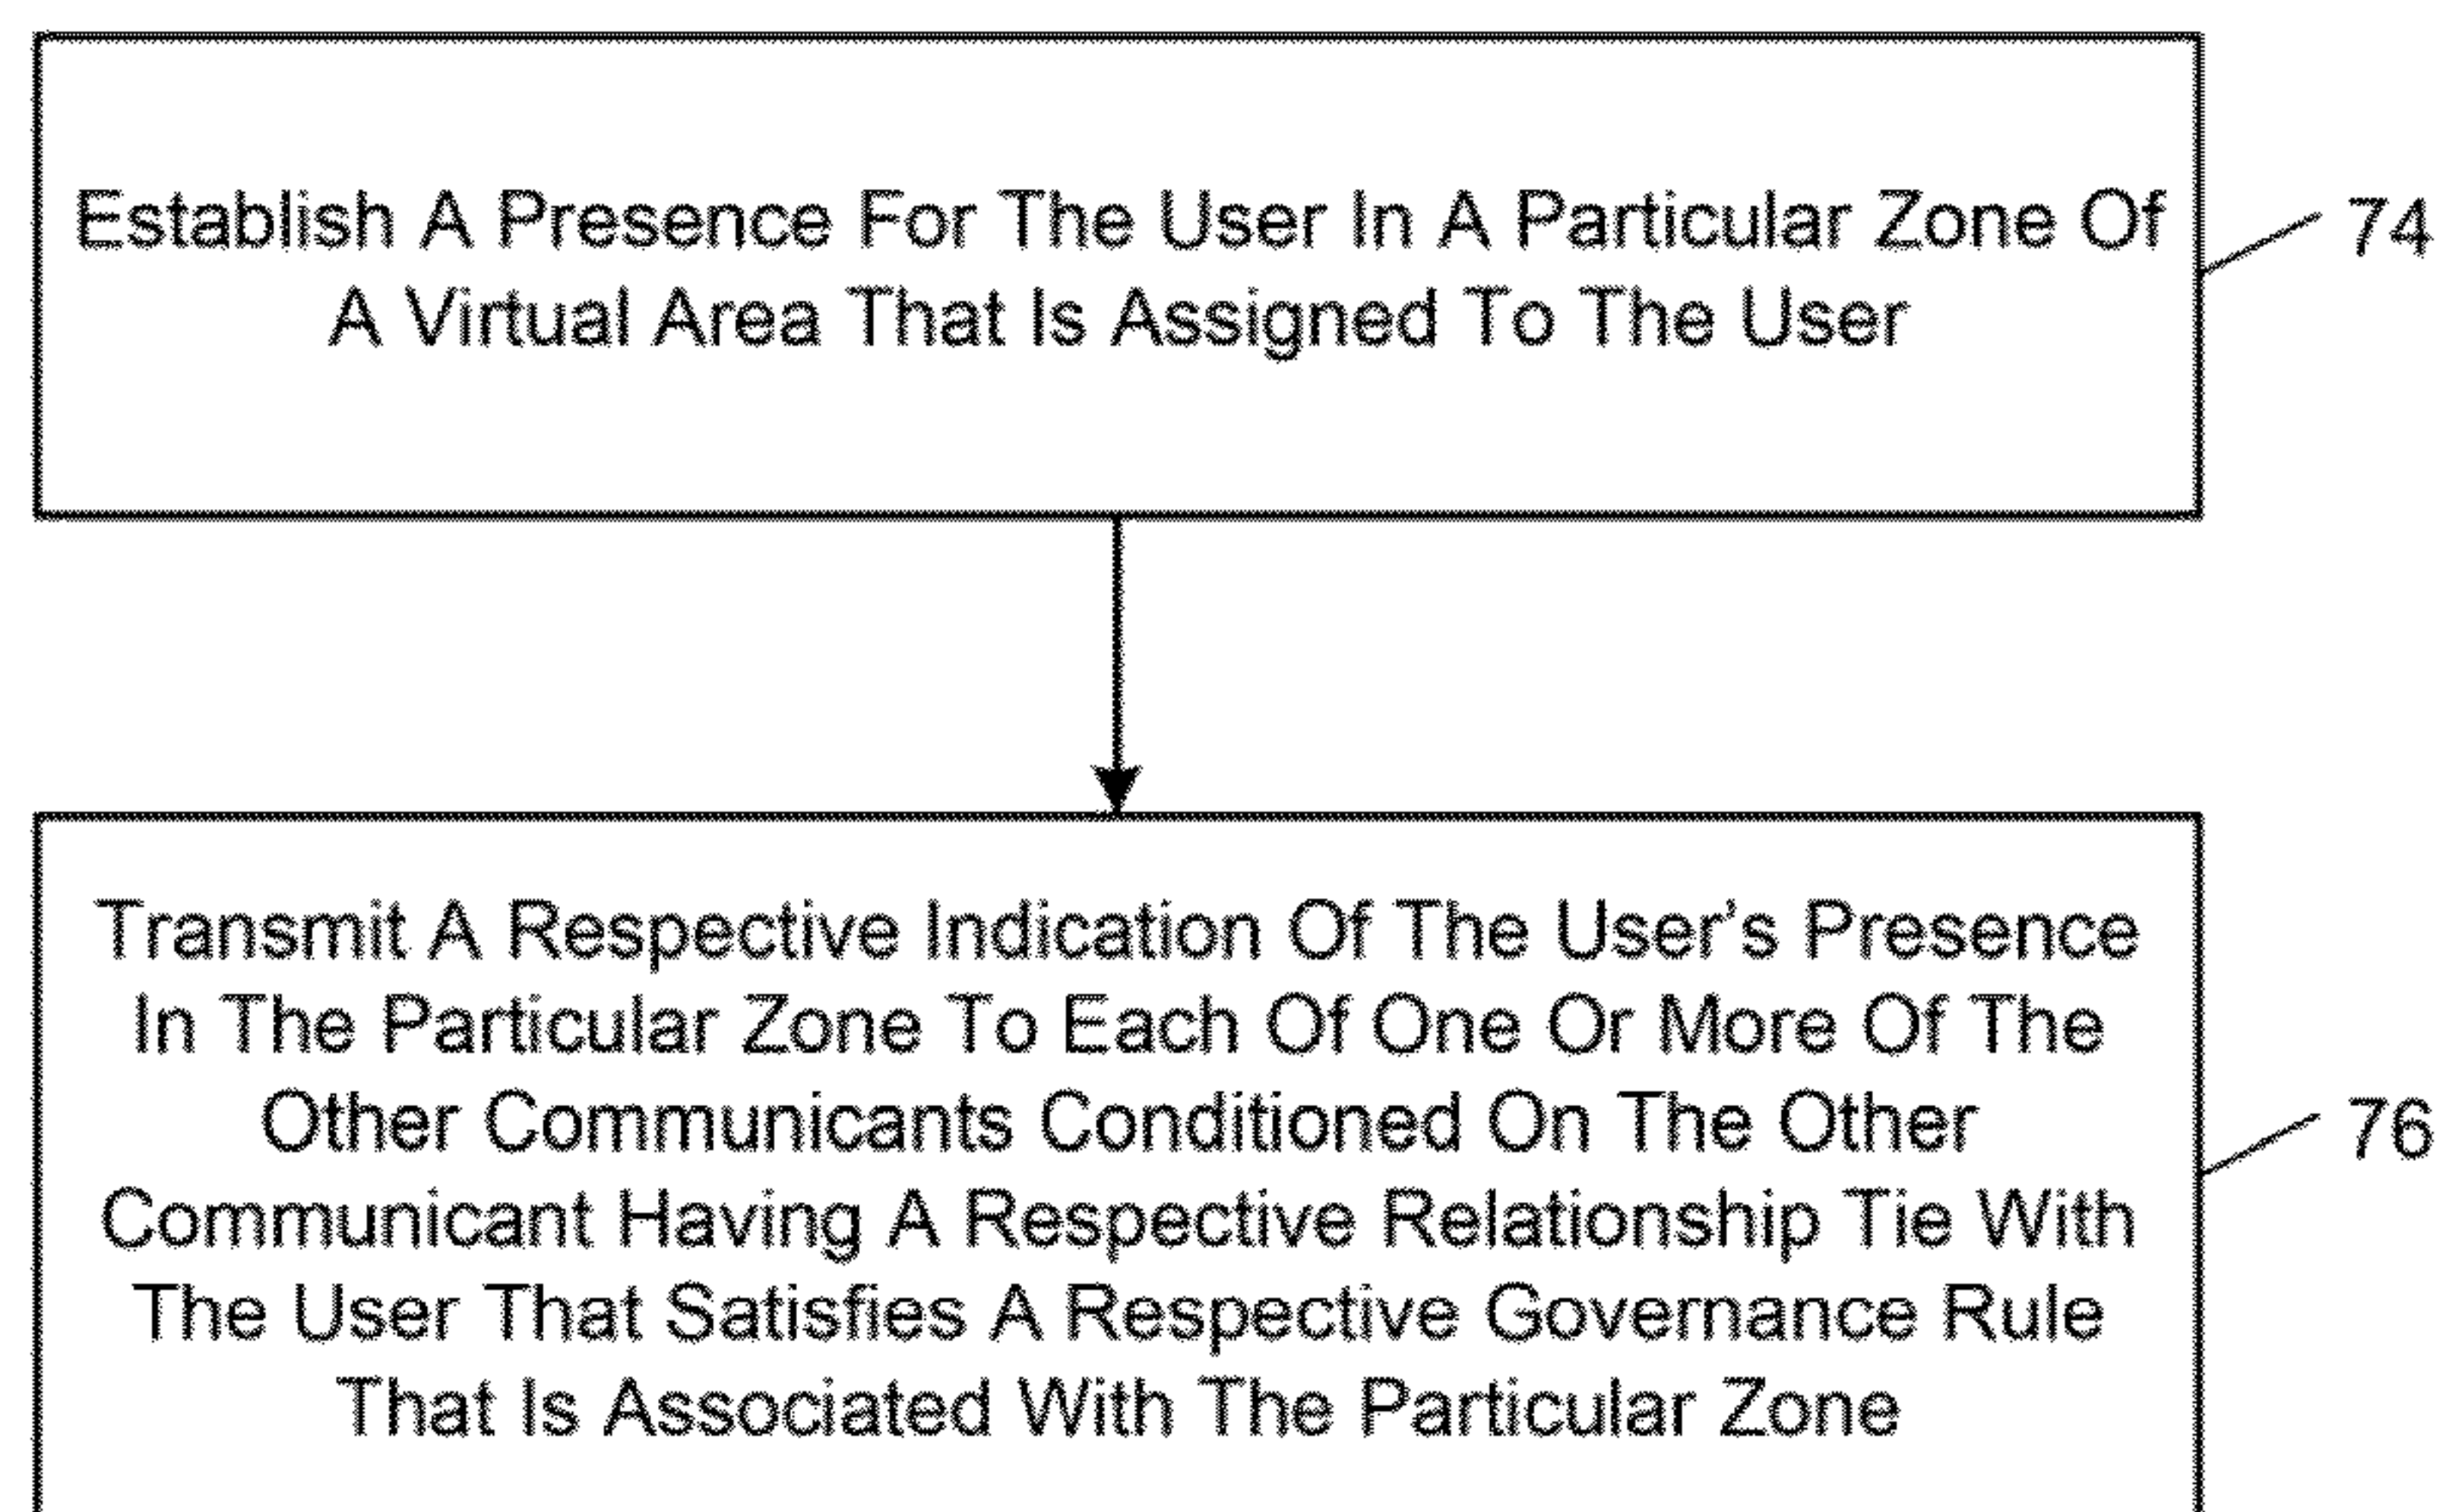 Establish A Presence For The User In A Particular Zone Of
A Virtual Area That Is Assigned To The User
74
Transmit A Respective Indication Of The User's Presence
In The Particular Zone To Each Of One Or More Of The
Other Communicants Conditioned On The Other
Communicant Having A Respective Relationship Tie With
The User That Satisfies A Respective Governance Rule
That Is Associated With The Particular Zone
76